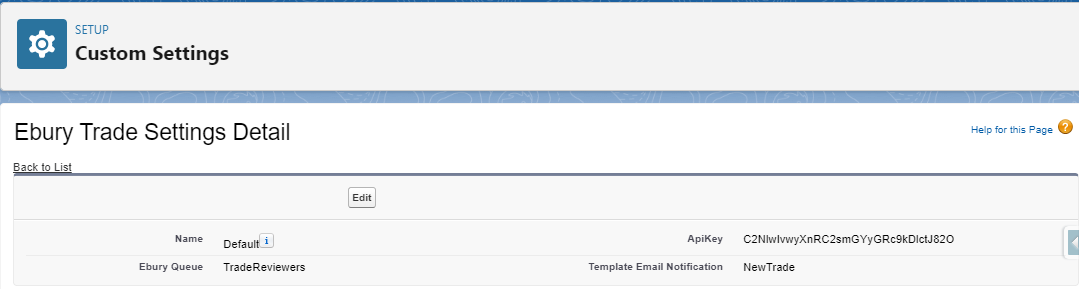 SETUP
Custom Settings
Ebury Trade Settings Detail
Help for this Page ?
Back to List
Edit
Name Default i ApiKey C2NlwIvwyXnRC2smGYyGRc9kDlctJ82O
Ebury Queue TradeReviewers Template Email Notification NewTrade